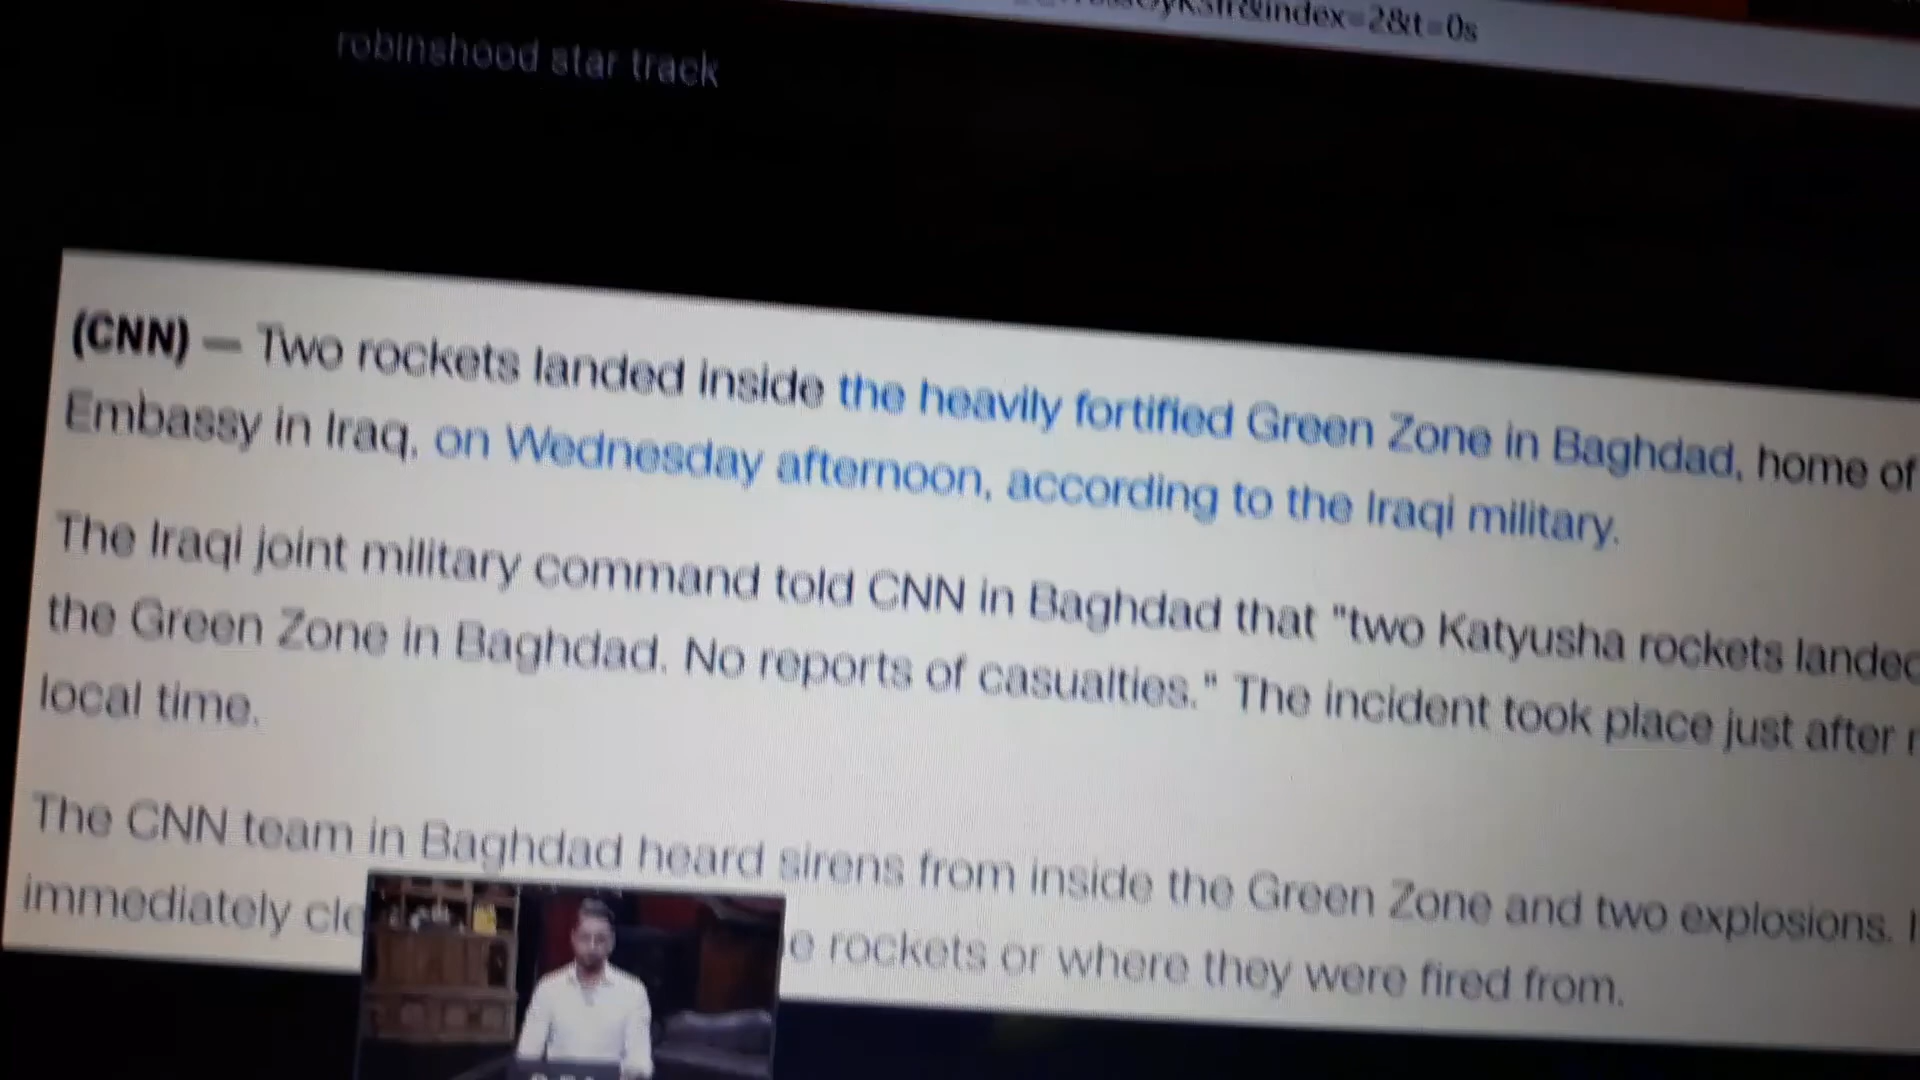 index=2&t=0s
robinshood star track
(CNN) — Two rockets landed inside the heavily fortified Green Zone in Baghdad, home of
Embassy in Iraq, on Wednesday afternoon, according to the Iraqi military.
The Iraqi joint military command told CNN in Baghdad that "two Katyusha rockets landed
the Green Zone in Baghdad. No reports of casualties." The incident took place just after
local time.
The CNN team in Baghdad heard sirens from inside the Green Zone and two explosions.
immediately cle
e rockets or where they were fired from.